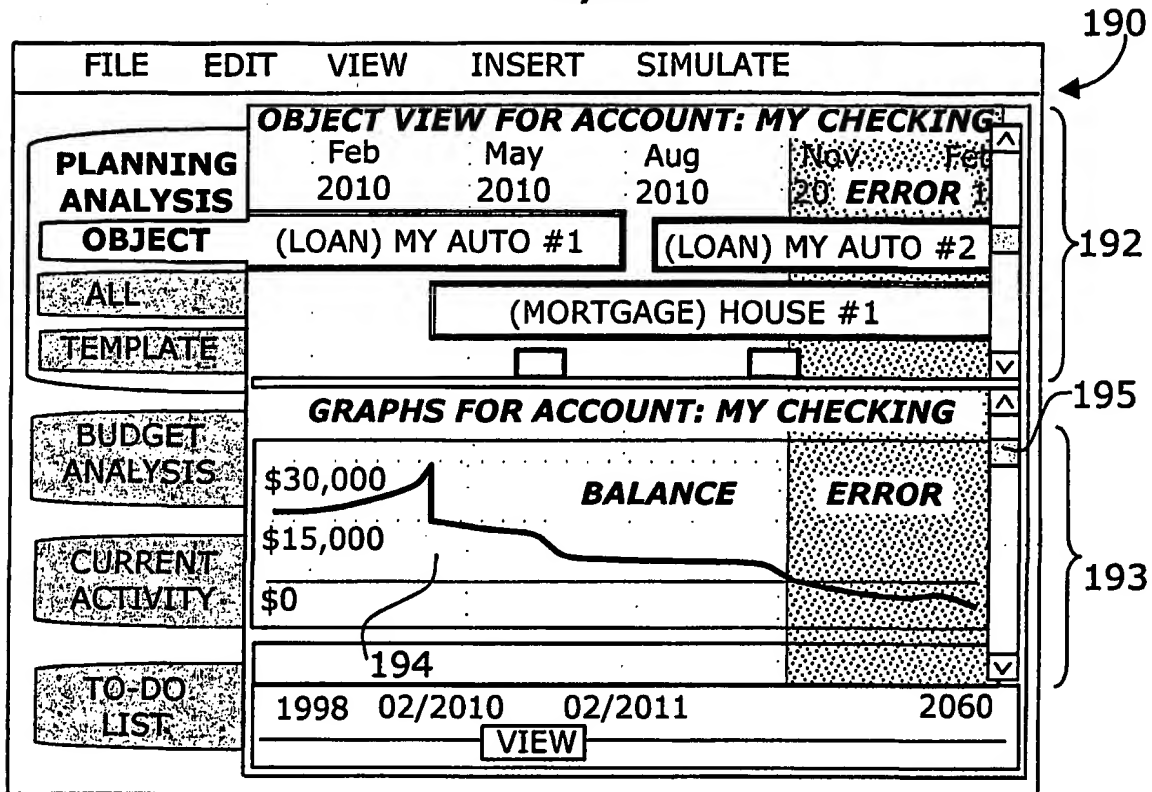 190
FILE EDIT VIEW INSERT SIMULATE
OBJECT VIEW FOR ACCOUNT: MY CHECKING
PLANNING
ANALYSIS
OBJECT
ALL
TEMPLATE
BUDGET
ANALYSIS
CURRENT
ACTIVITY
TO-DO
LIST
Feb May Aug Nov
2010 2010 2010 20 ERROR 1
(LOAN) MY AUTO #1 (LOAN) MY AUTO #2
(MORTGAGE) HOUSE #1
192
GRAPHS FOR ACCOUNT: MY CHECKING
195
$30,000 BALANCE ERROR
$15,000
$0
193
194
1998 02/2010 02/2011 2060
VIEW